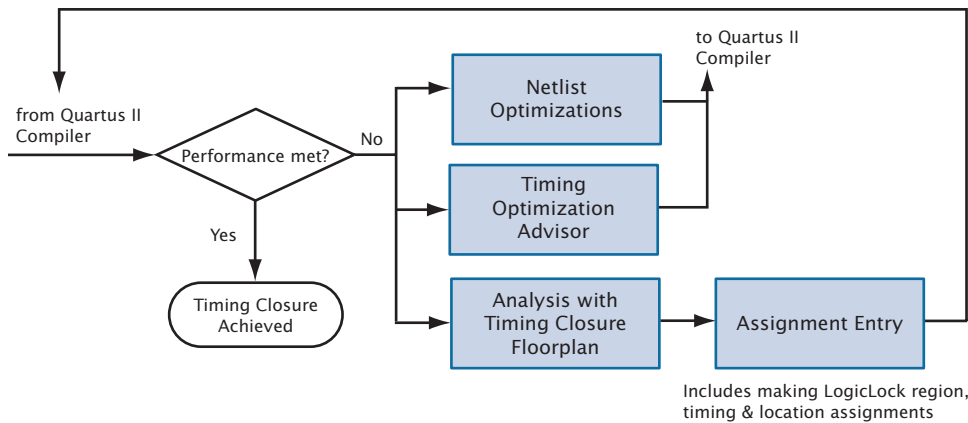 to Quartus II
Compiler
Netlist
Optimizations
from Quartus II
Compiler
No
Performance met?
Timing
Optimization
Advisor
Yes
Timing Closure
Achieved
Analysis with
Timing Closure
Floorplan
Assignment Entry
Includes making LogicLock region,
timing & location assignments